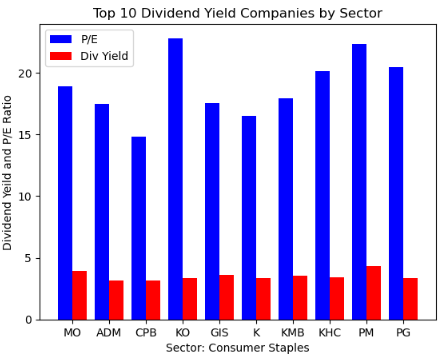 Top 10 Dividend Yield Companies by Sector
P/E
Div Yield
Dividend Yeild and P/E Ratio
20
15
10
5
0
MO ADM CPB KO GIS K KMB KHC PM PG
Sector: Consumer Staples